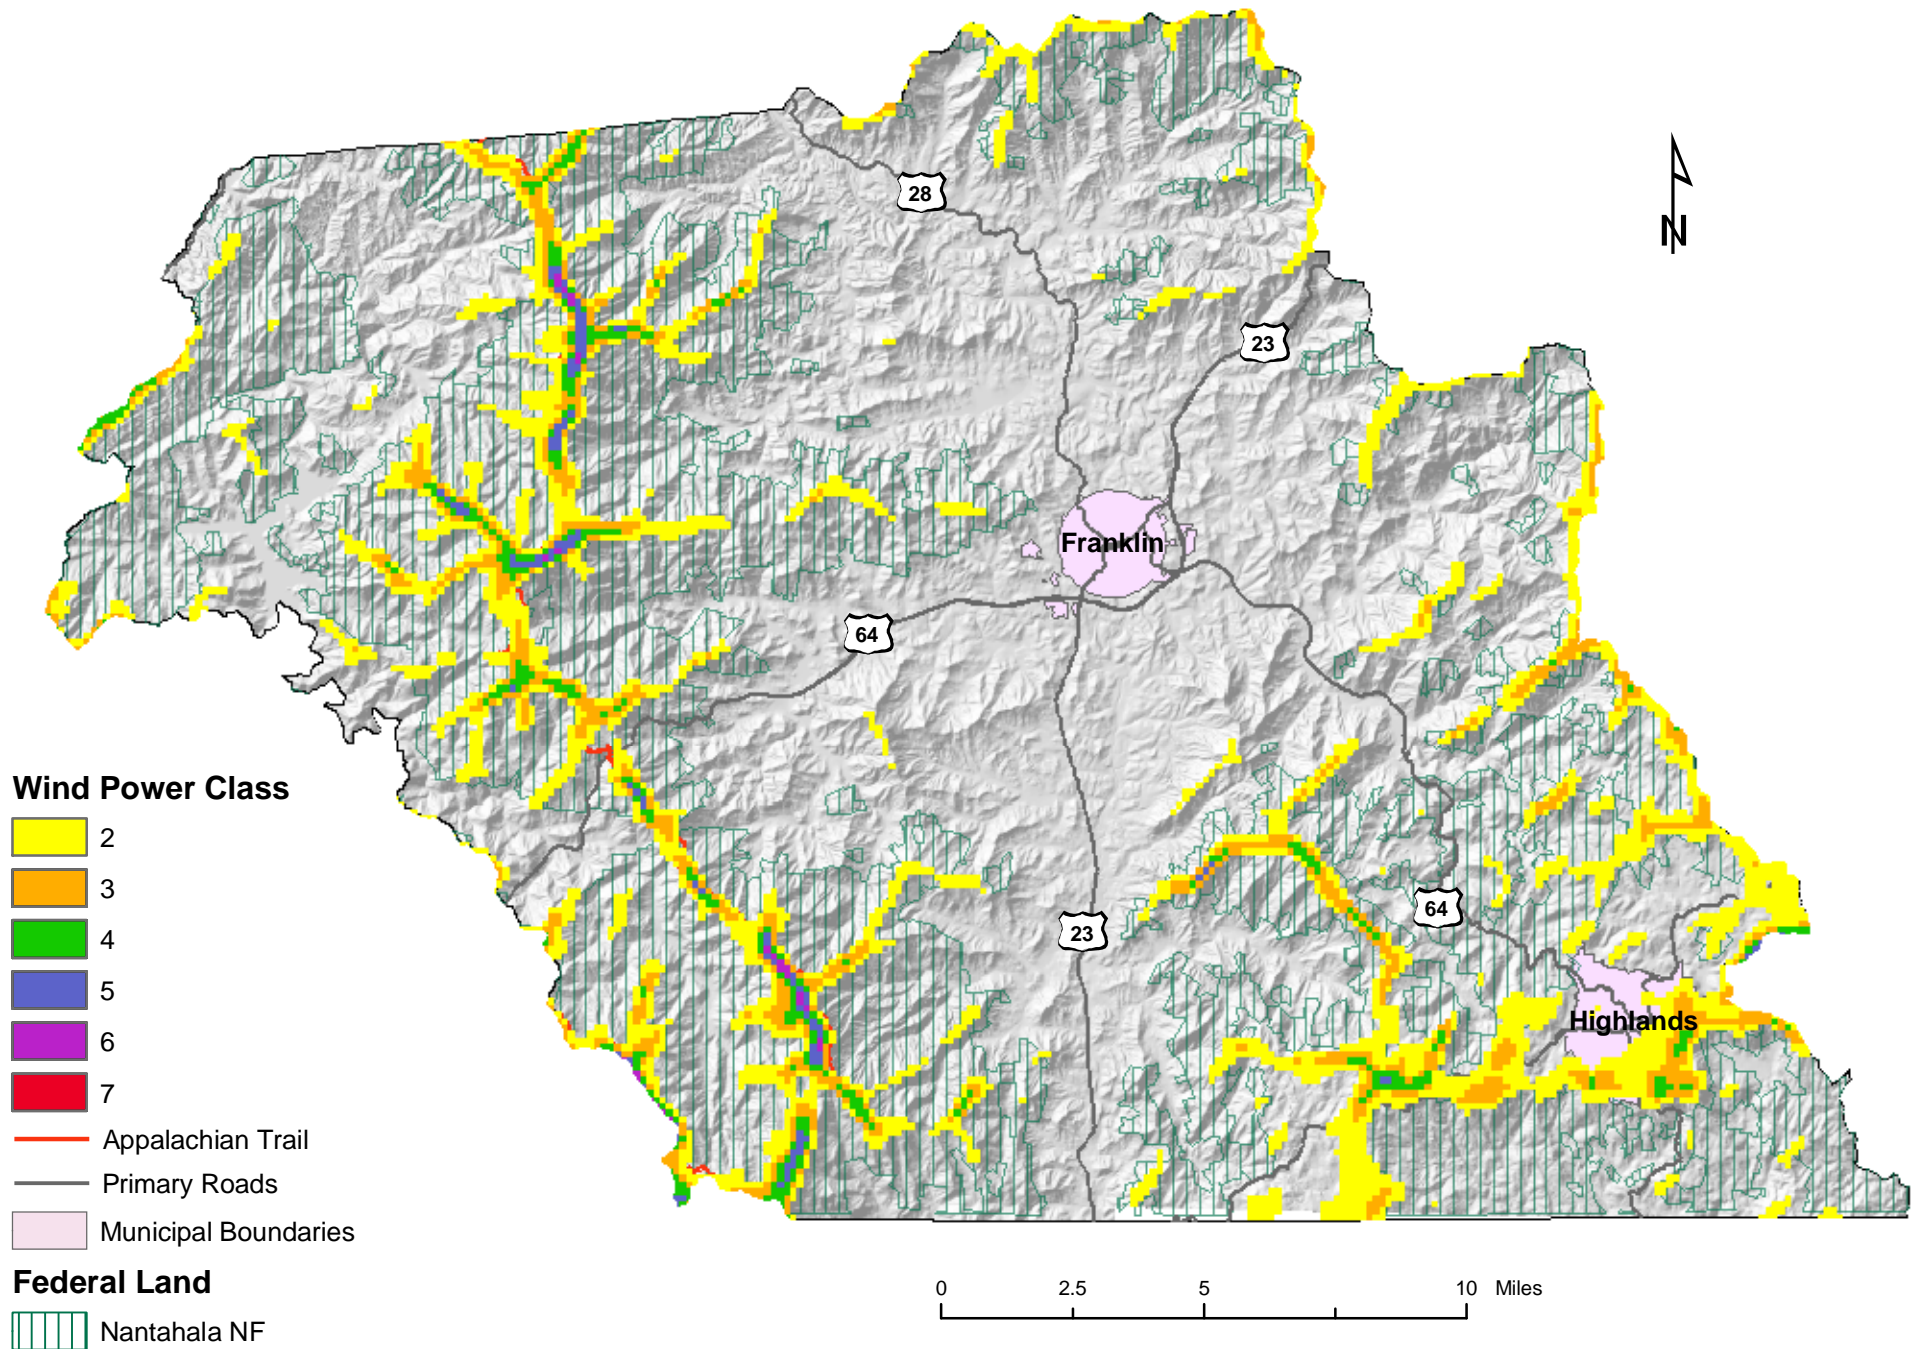 28
N
23
Franklin
64
Wind Power Class
2
3
4
5
6
7
Appalachian Trail
Primary Roads
Municipal Boundaries
Federal Land
Nantahala NF
64
23
Highlands
0 2.5 5 10 Miles